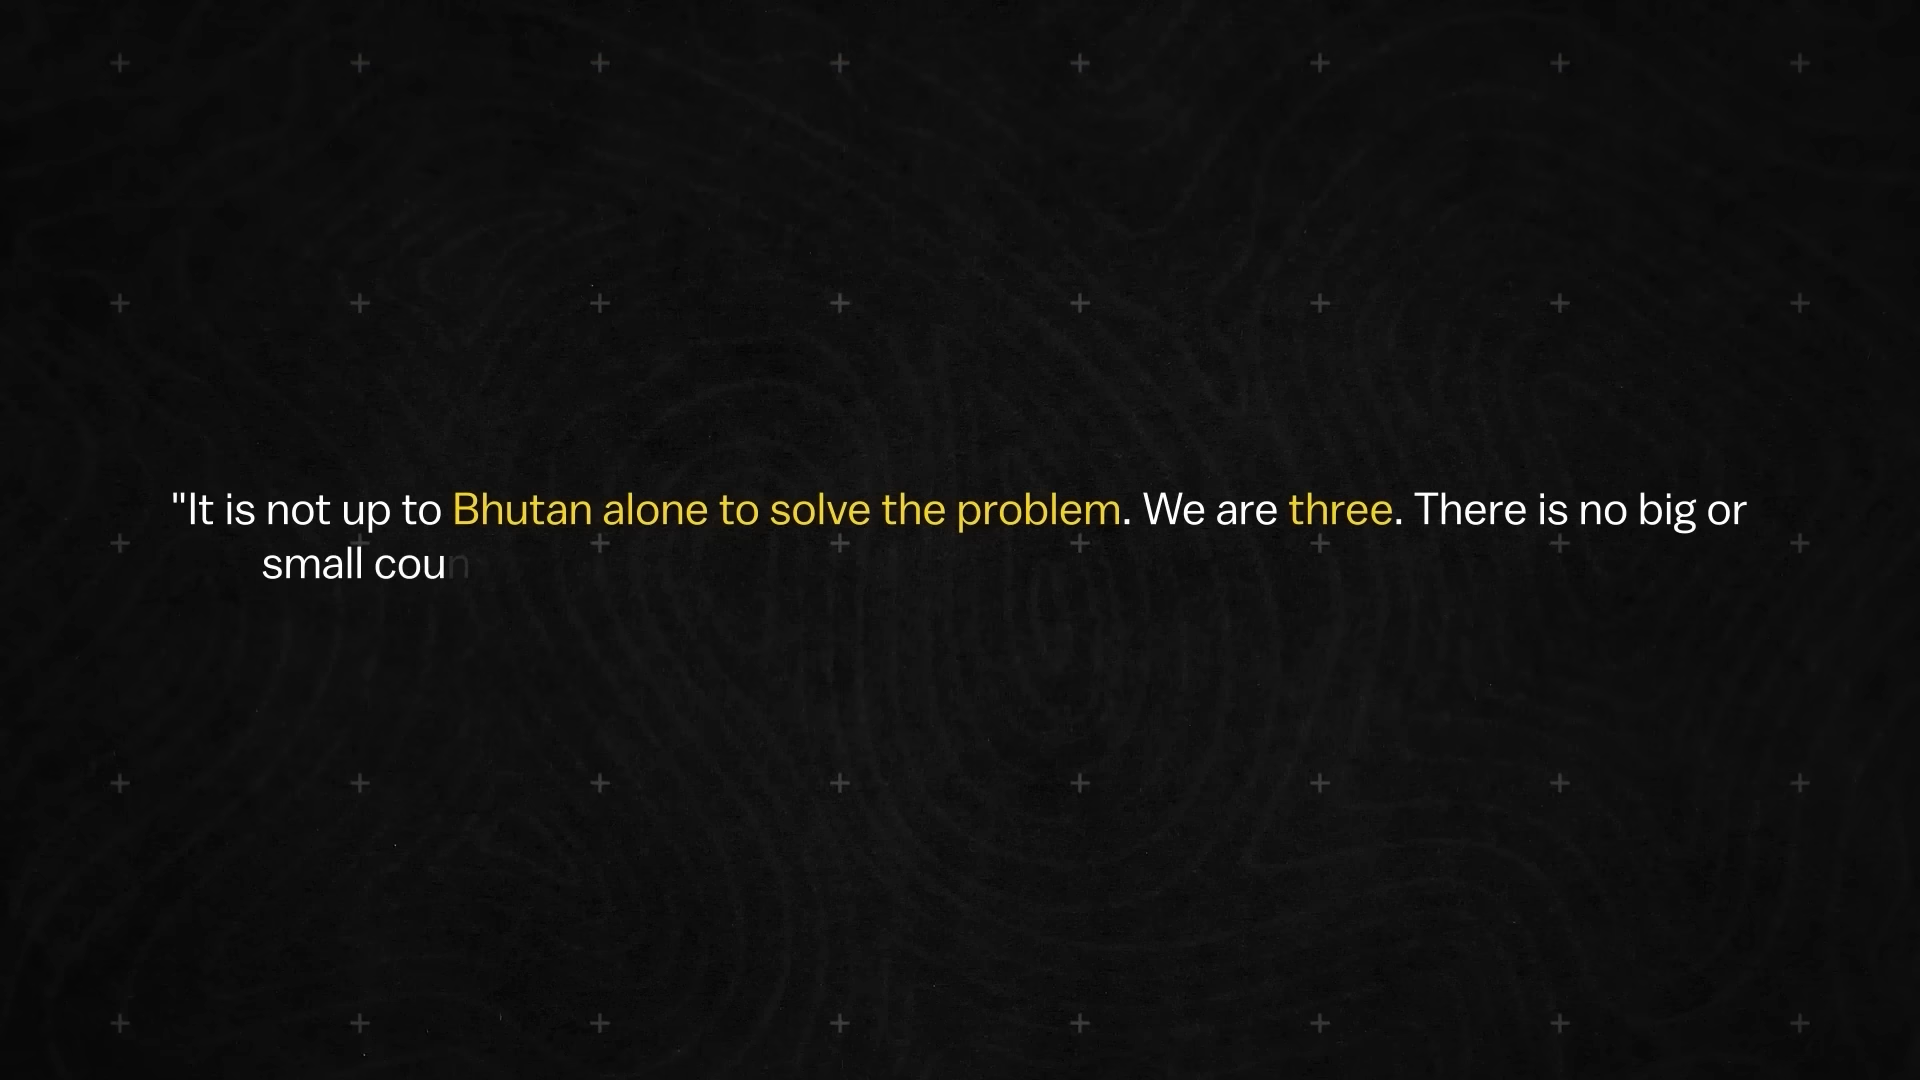 "It is not up to Bhutan alone to solve the problem. We are three. There is no big or
small coun